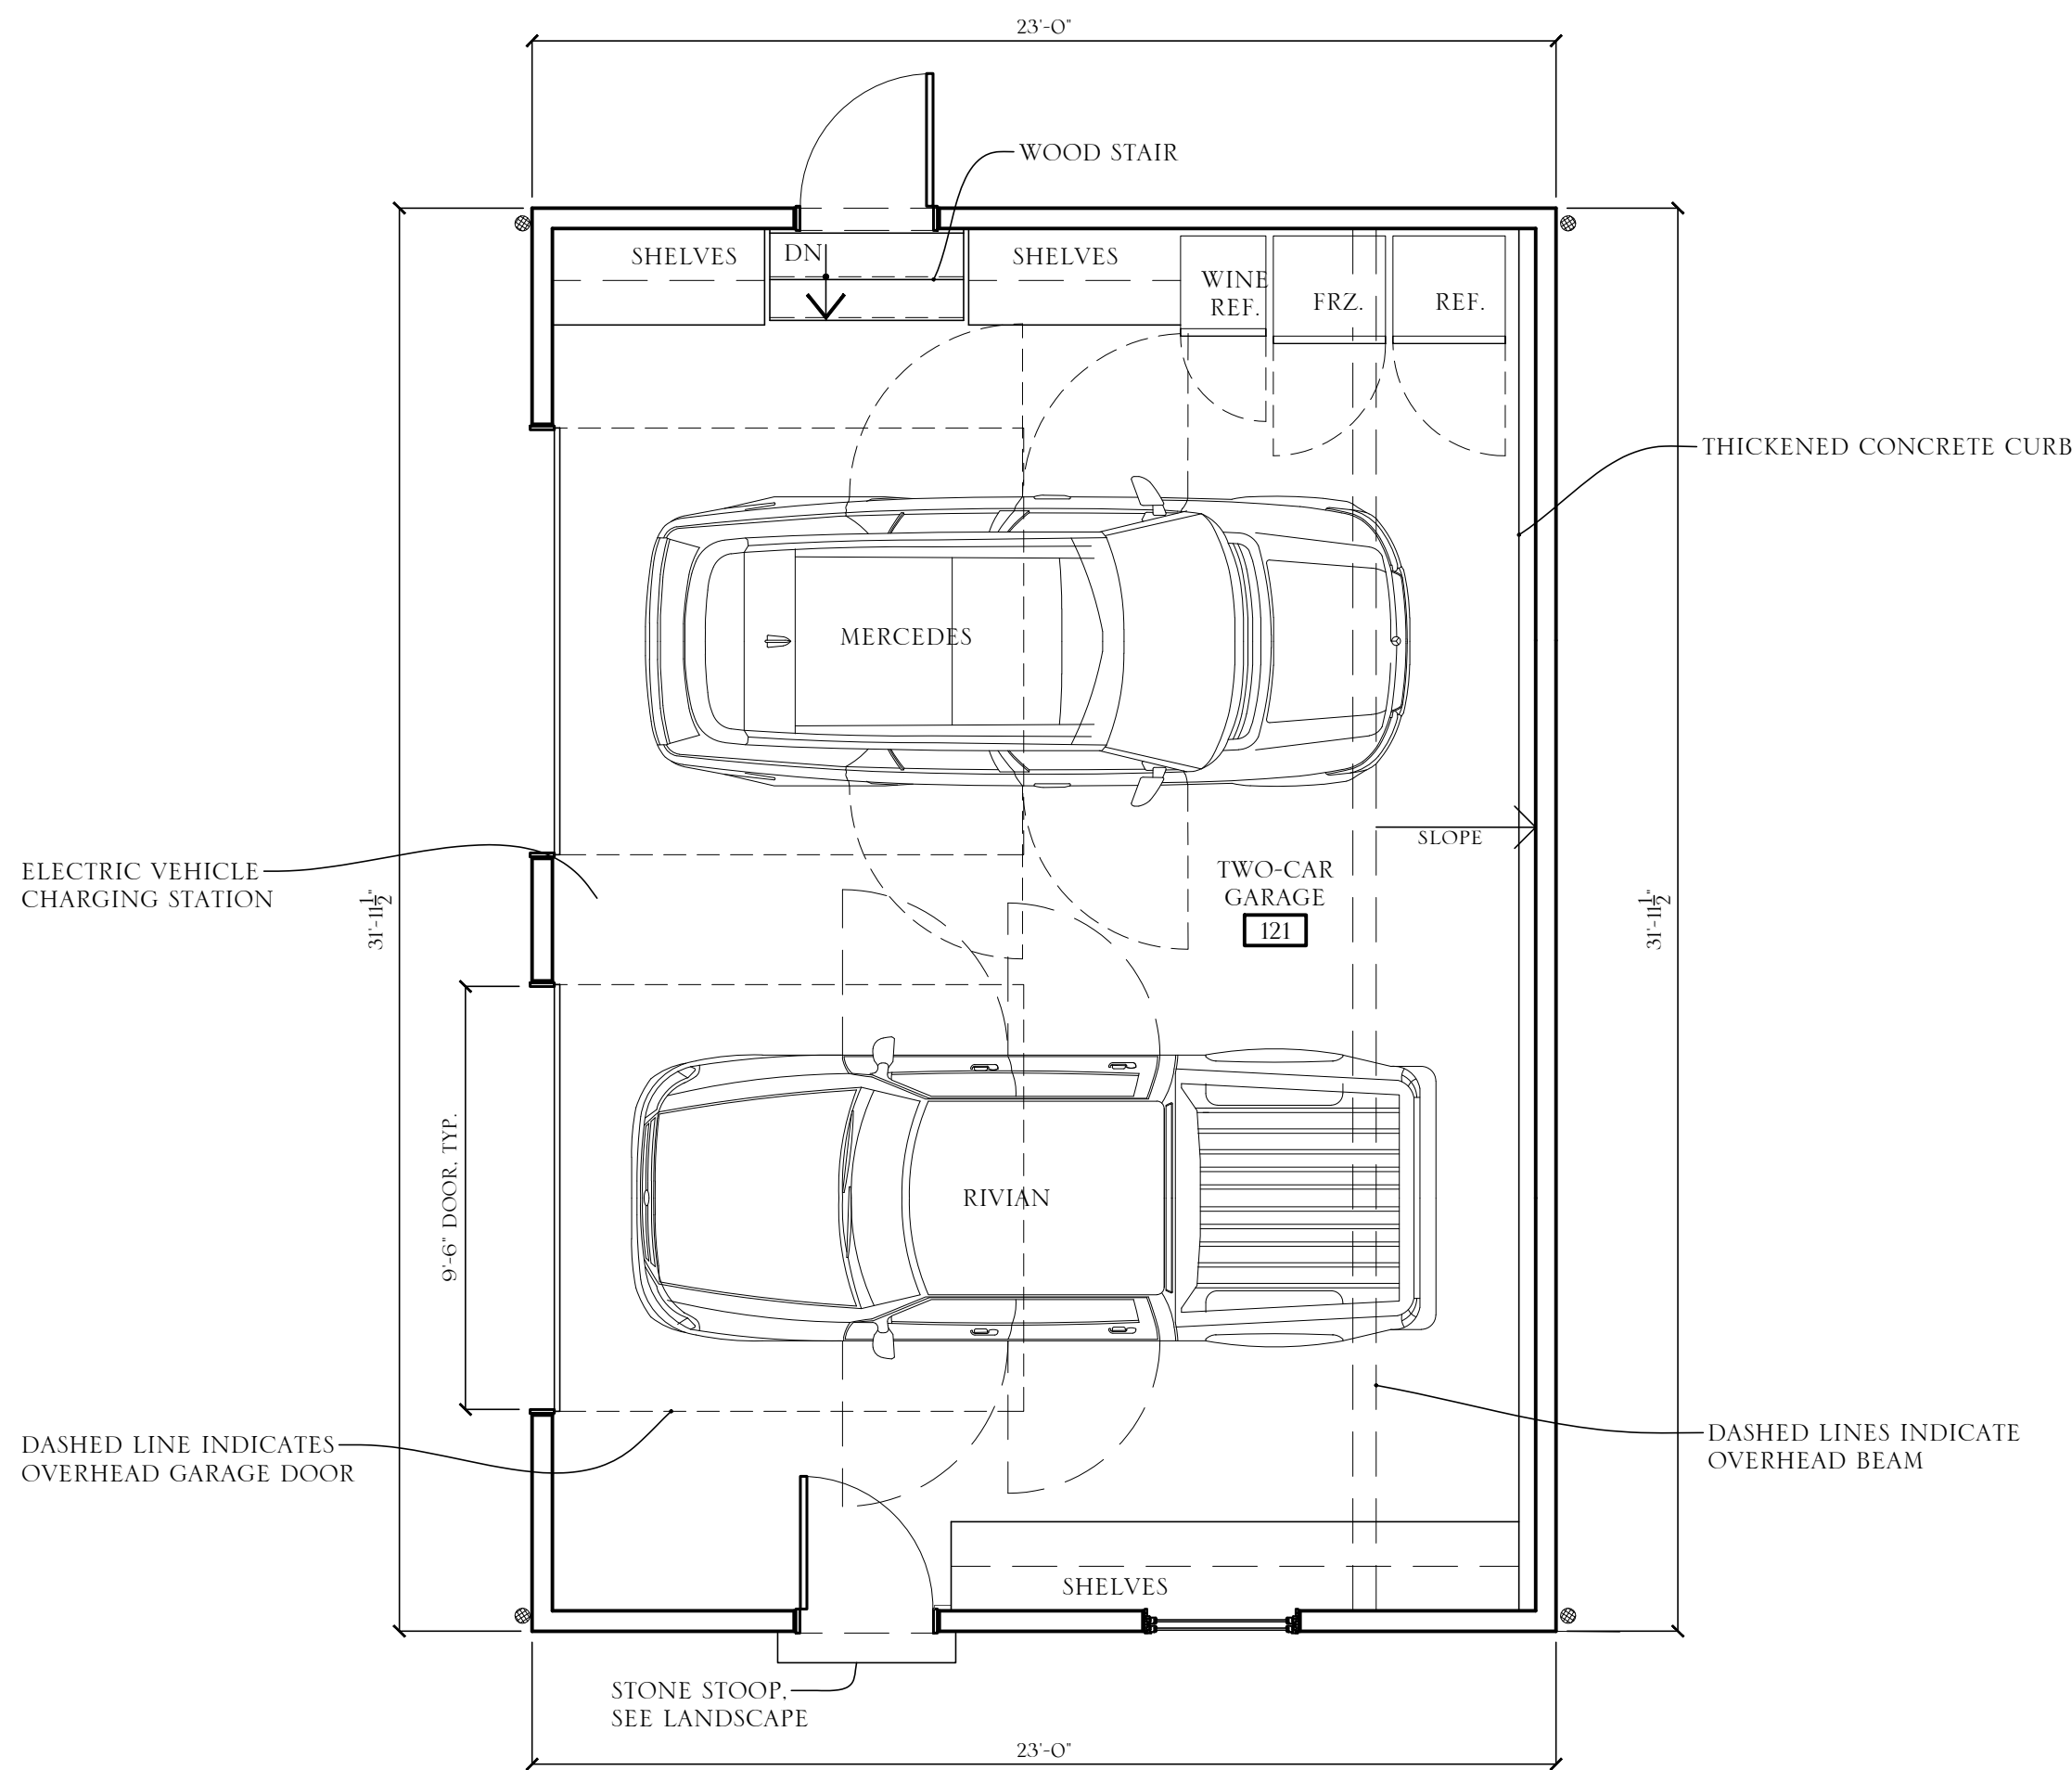 23'-0"
WOOD STAIR
SHELVES
DN
SHELVES
WINE
REF.
FRZ.
REF.
THICKENED CONCRETE CURB
MERCEDES
SLOPE
ELECTRIC VEHICLE
CHARGING STATION
TWO-CAR
GARAGE
121
31'-11 1/2"
31'-11 1/2"
9'-6" DOOR, TYP.
RIVIAN
DASHED LINE INDICATES
OVERHEAD GARAGE DOOR
DASHED LINES INDICATE
OVERHEAD BEAM
SHELVES
STONE STOOP,
SEE LANDSCAPE
23'-0"